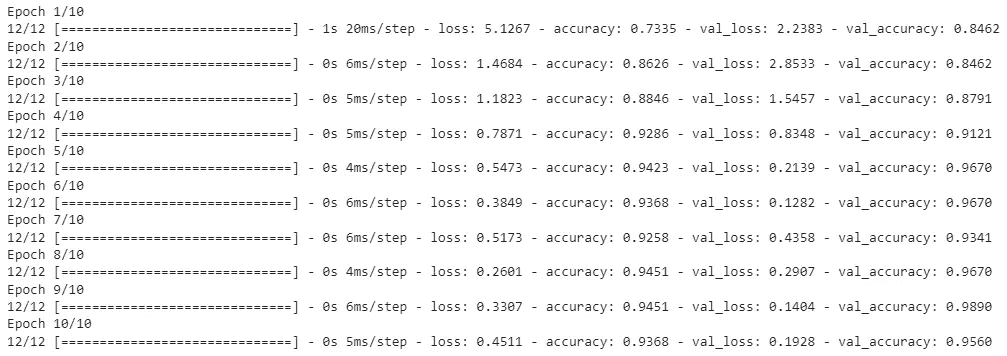 Epoch 1/10
12/12 [==============================] - 1s 20ms/step - loss: 5.1267 - accuracy: 0.7335 - val_loss: 2.2383 - val_accuracy: 0.8462
Epoch 2/10
12/12 [==============================] - 0s 6ms/step - loss: 1.4684 - accuracy: 0.8626 - val_loss: 2.8533 - val_accuracy: 0.8462
Epoch 3/10
12/12 [==============================] - 0s 5ms/step - loss: 1.1823 - accuracy: 0.8846 - val_loss: 1.5457 - val_accuracy: 0.8791
Epoch 4/10
12/12 [==============================] - 0s 5ms/step - loss: 0.7871 - accuracy: 0.9286 - val_loss: 0.8348 - val_accuracy: 0.9121
Epoch 5/10
12/12 [==============================] - 0s 4ms/step - loss: 0.5473 - accuracy: 0.9423 - val_loss: 0.2139 - val_accuracy: 0.9670
Epoch 6/10
12/12 [==============================] - 0s 6ms/step - loss: 0.3849 - accuracy: 0.9368 - val_loss: 0.1282 - val_accuracy: 0.9670
Epoch 7/10
12/12 [==============================] - 0s 6ms/step - loss: 0.5173 - accuracy: 0.9258 - val_loss: 0.4358 - val_accuracy: 0.9341
Epoch 8/10
12/12 [==============================] - 0s 4ms/step - loss: 0.2601 - accuracy: 0.9451 - val_loss: 0.2907 - val_accuracy: 0.9670
Epoch 9/10
12/12 [==============================] - 0s 6ms/step - loss: 0.3307 - accuracy: 0.9451 - val_loss: 0.1404 - val_accuracy: 0.9890
Epoch 10/10
12/12 [==============================] - 0s 5ms/step - loss: 0.4511 - accuracy: 0.9368 - val_loss: 0.1928 - val_accuracy: 0.9560